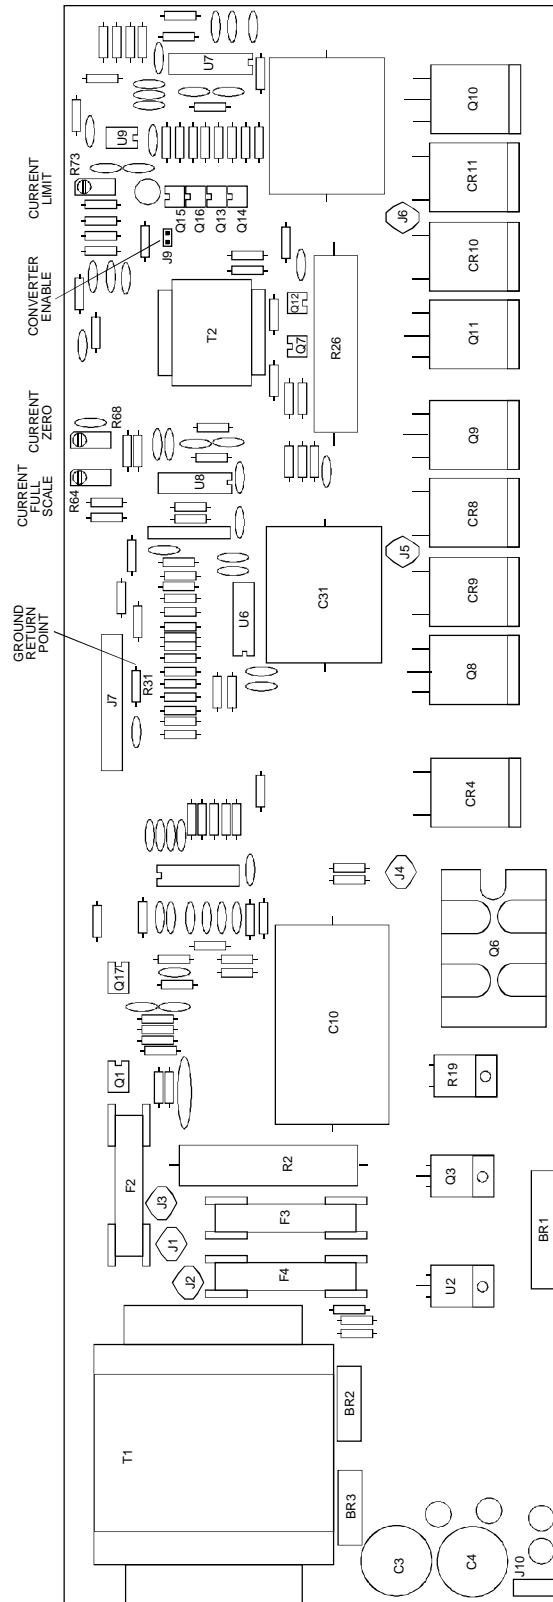 CURRENT
LIMIT
CONVERTER
ENABLE
CURRENT
ZERO
CURRENT
FULL
SCALE
GROUND
RETURN
POINT
U7
U9
R73
Q15
Q16
Q13
Q14
J9
Q10
CR11
J6
CR10
Q11
T2
Q12
Q7
R26
R68
R64
U8
Q9
CR8
J5
CR9
Q8
C31
U6
R31
J7
CR4
J4
Q6
Q17
C10
Q1
R19
R2
F2
J3
F3
Q3
J1
J2
F4
U2
BR1
T1
BR2
BR3
C3
C4
J10